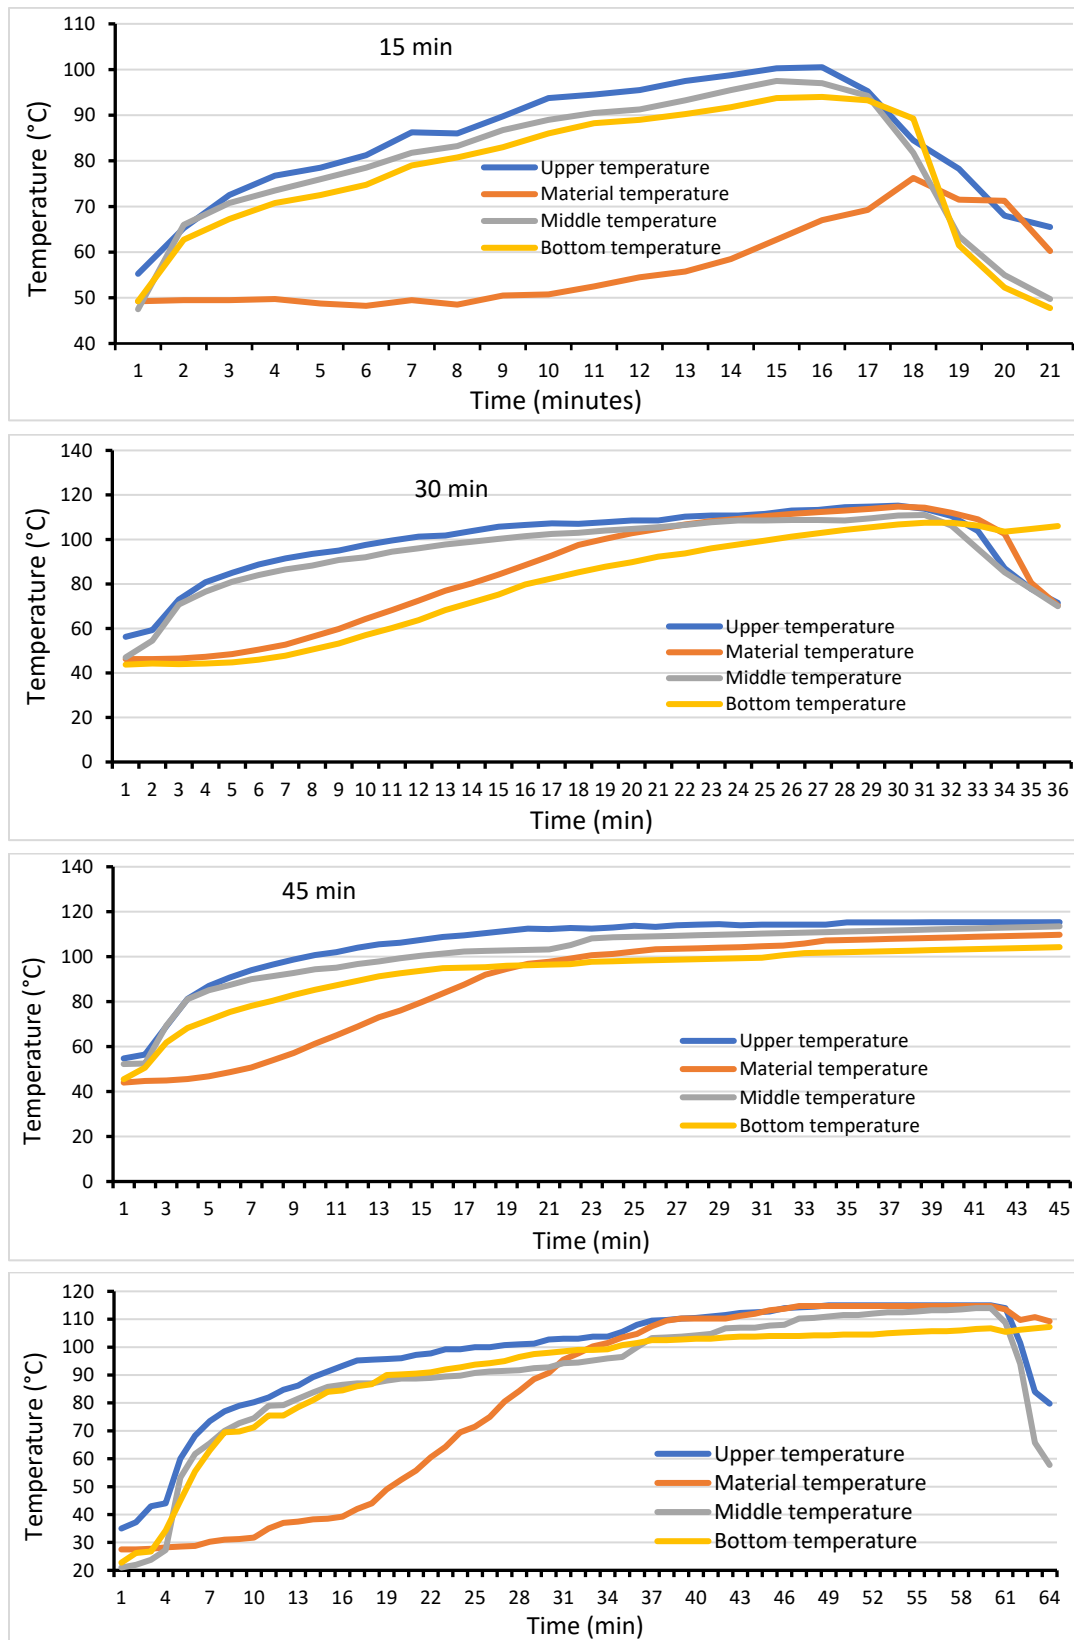 110
15 min
100
90
80
70
60
50
40
Temperature (°C)
Upper temperature
Material temperature
Middle temperature
Bottom temperature
1 2 3 4 5 6 7 8 9 10 11 12 13 14 15 16 17 18 19 20 21
Time (minutes)
140
120
100
80
60
40
20
0
30 min
Temperature (°C)
Upper temperature
Material temperature
Middle temperature
Bottom temperature
1 2 3 4 5 6 7 8 9 10 11 12 13 14 15 16 17 19 20 21 22 23 24 25 26 28 29 30 31 32 33 34 35 36
Time (min)
140
120
100
80
60
40
20
0
45 min
Temperature (°C)
Upper temperature
Material temperature
Middle temperature
Bottom temperature
1 3 5 7 9 11 13 15 17 19 21 23 25 27 29 31 33 35 37 39 41 43 45
Time (min)
120
110
100
90
80
70
60
50
40
30
20
Temperature (°C)
Upper temperature
Material temperature
Middle temperature
Bottom temperature
1 4 7 10 13 16 19 22 25 28 31 34 37 40 43 46 49 52 55 58 61 64
Time (min)